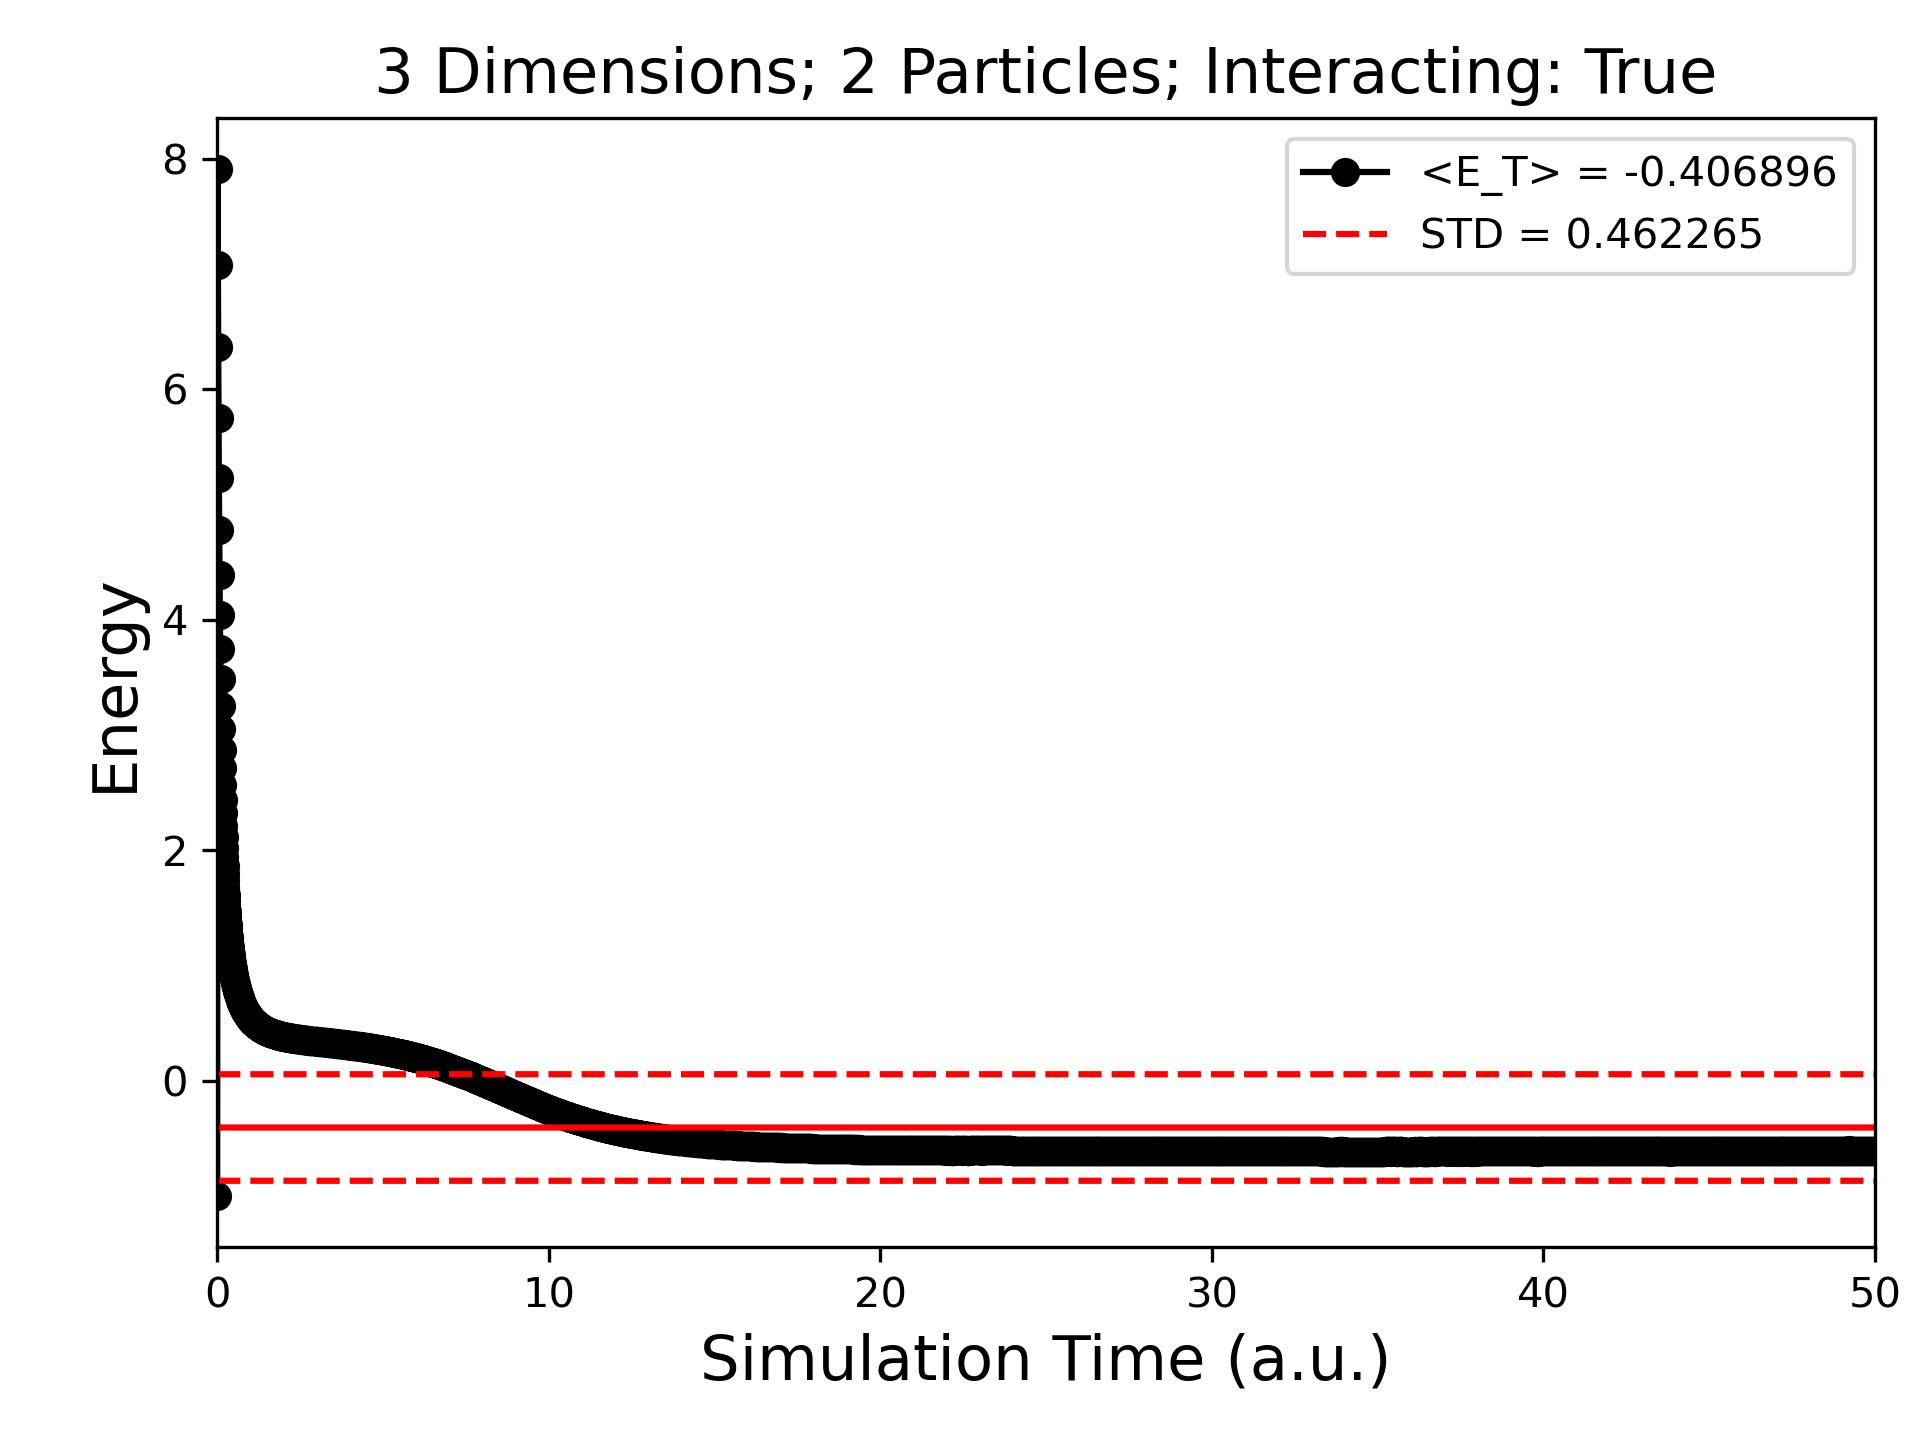 3 Dimensions; 2 Particles; Interacting: True
<E_T> = -0.406896
STD = 0.462265
8
6
4
2
0
Energy
0 10 20 30 40 50
Simulation Time (a.u.)